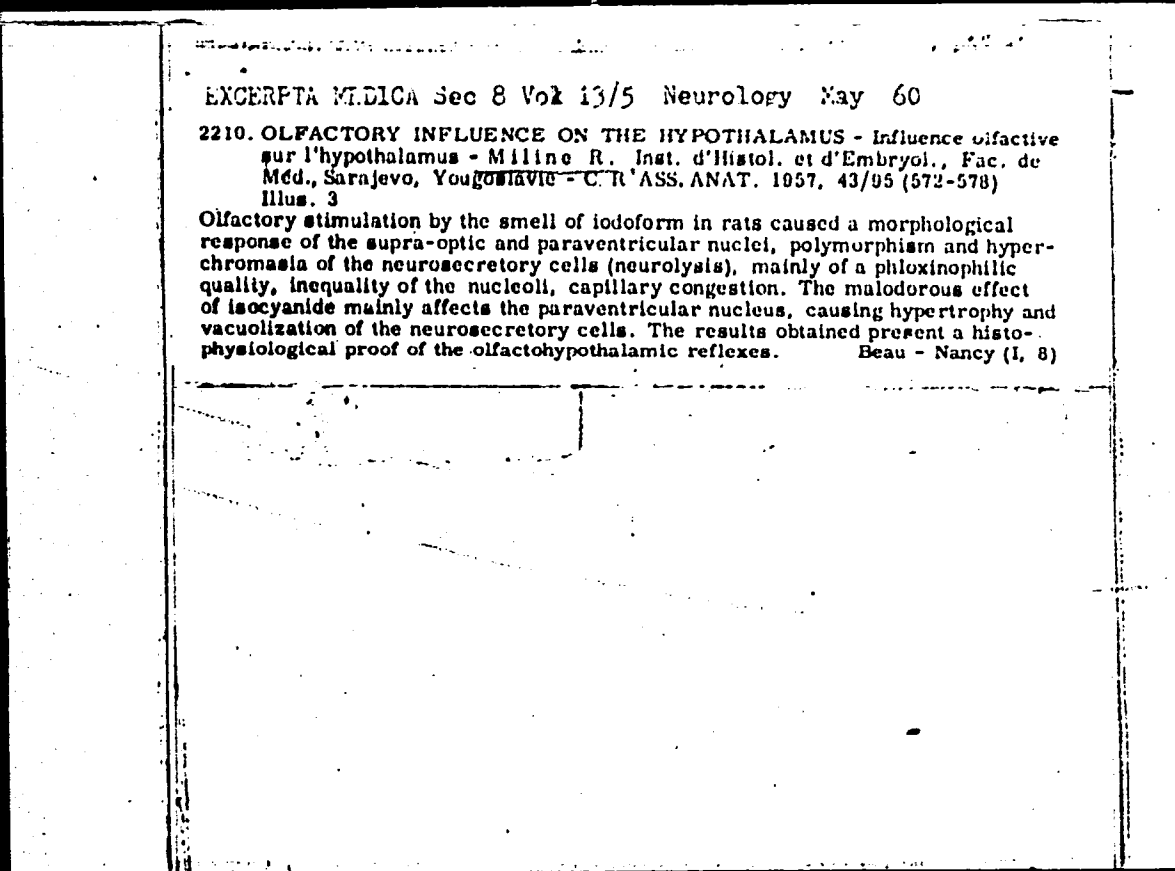 EXCERPTA MEDICA Sec 8 Vol 13/5 Neurology May 60
2210. OLFACTORY INFLUENCE ON THE HYPOTHALAMUS - Influence olfactive
sur l'hypothalamus - Miline R. Inst. d'Histol. et d'Embryol., Fac. de
Méd., Sarajevo, Yougoslavie - C. R. ASS. ANAT. 1957, 43/95 (572-578)
Illus. 3
Olfactory stimulation by the smell of iodoform in rats caused a morphological
response of the supra-optic and paraventricular nuclei, polymorphism and hyper-
chromasia of the neurosecretory cells (neurolysis), mainly of a phloxinophilic
quality, inequality of the nucleoli, capillary congestion. The malodorous effect
of isocyanide mainly affects the paraventricular nucleus, causing hypertrophy and
vacuolization of the neurosecretory cells. The results obtained present a histo-
physiological proof of the olfactohypothalamic reflexes. Beau - Nancy (I, 8)